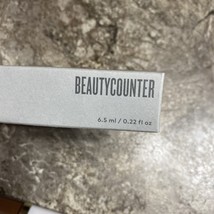 BEAUTYCOUNTER
6.5 ml / 0.22 fl oz